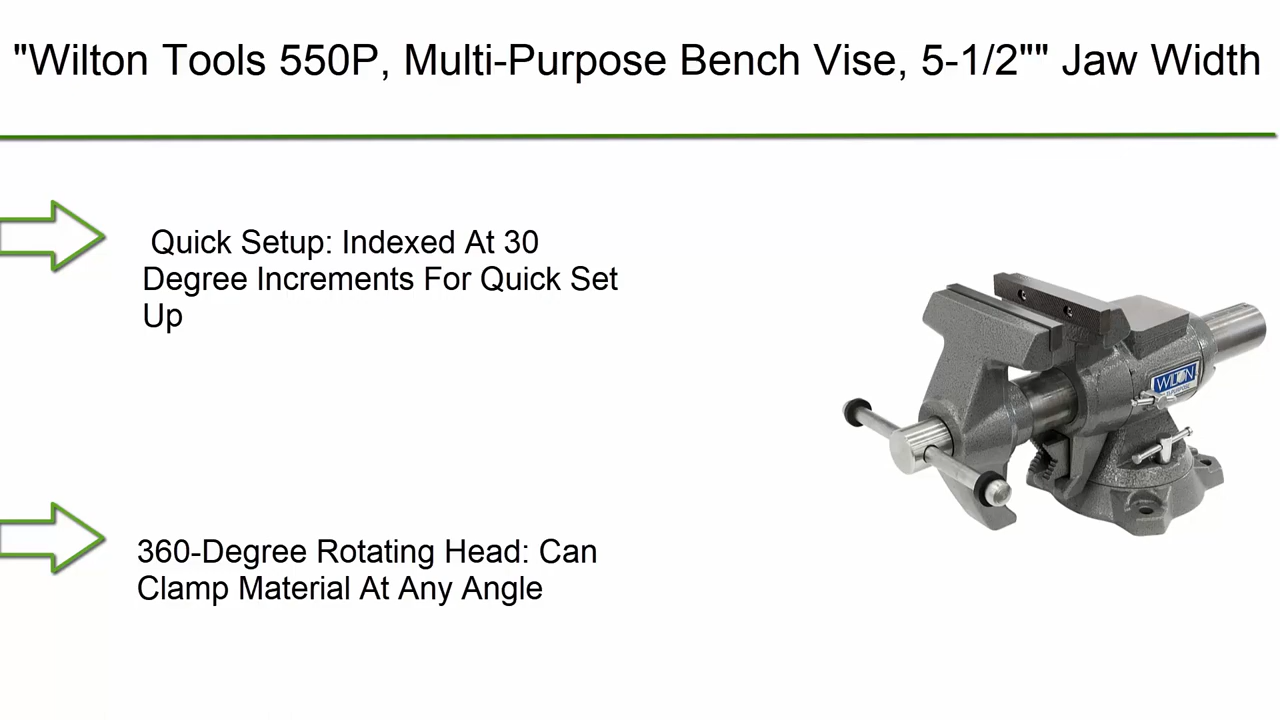 "Wilton Tools 550P, Multi-Purpose Bench Vise, 5-1/2"" Jaw Width
Quick Setup: Indexed At 30
Degree Increments For Quick Set
Up
WILTON
360-Degree Rotating Head: Can
Clamp Material At Any Angle